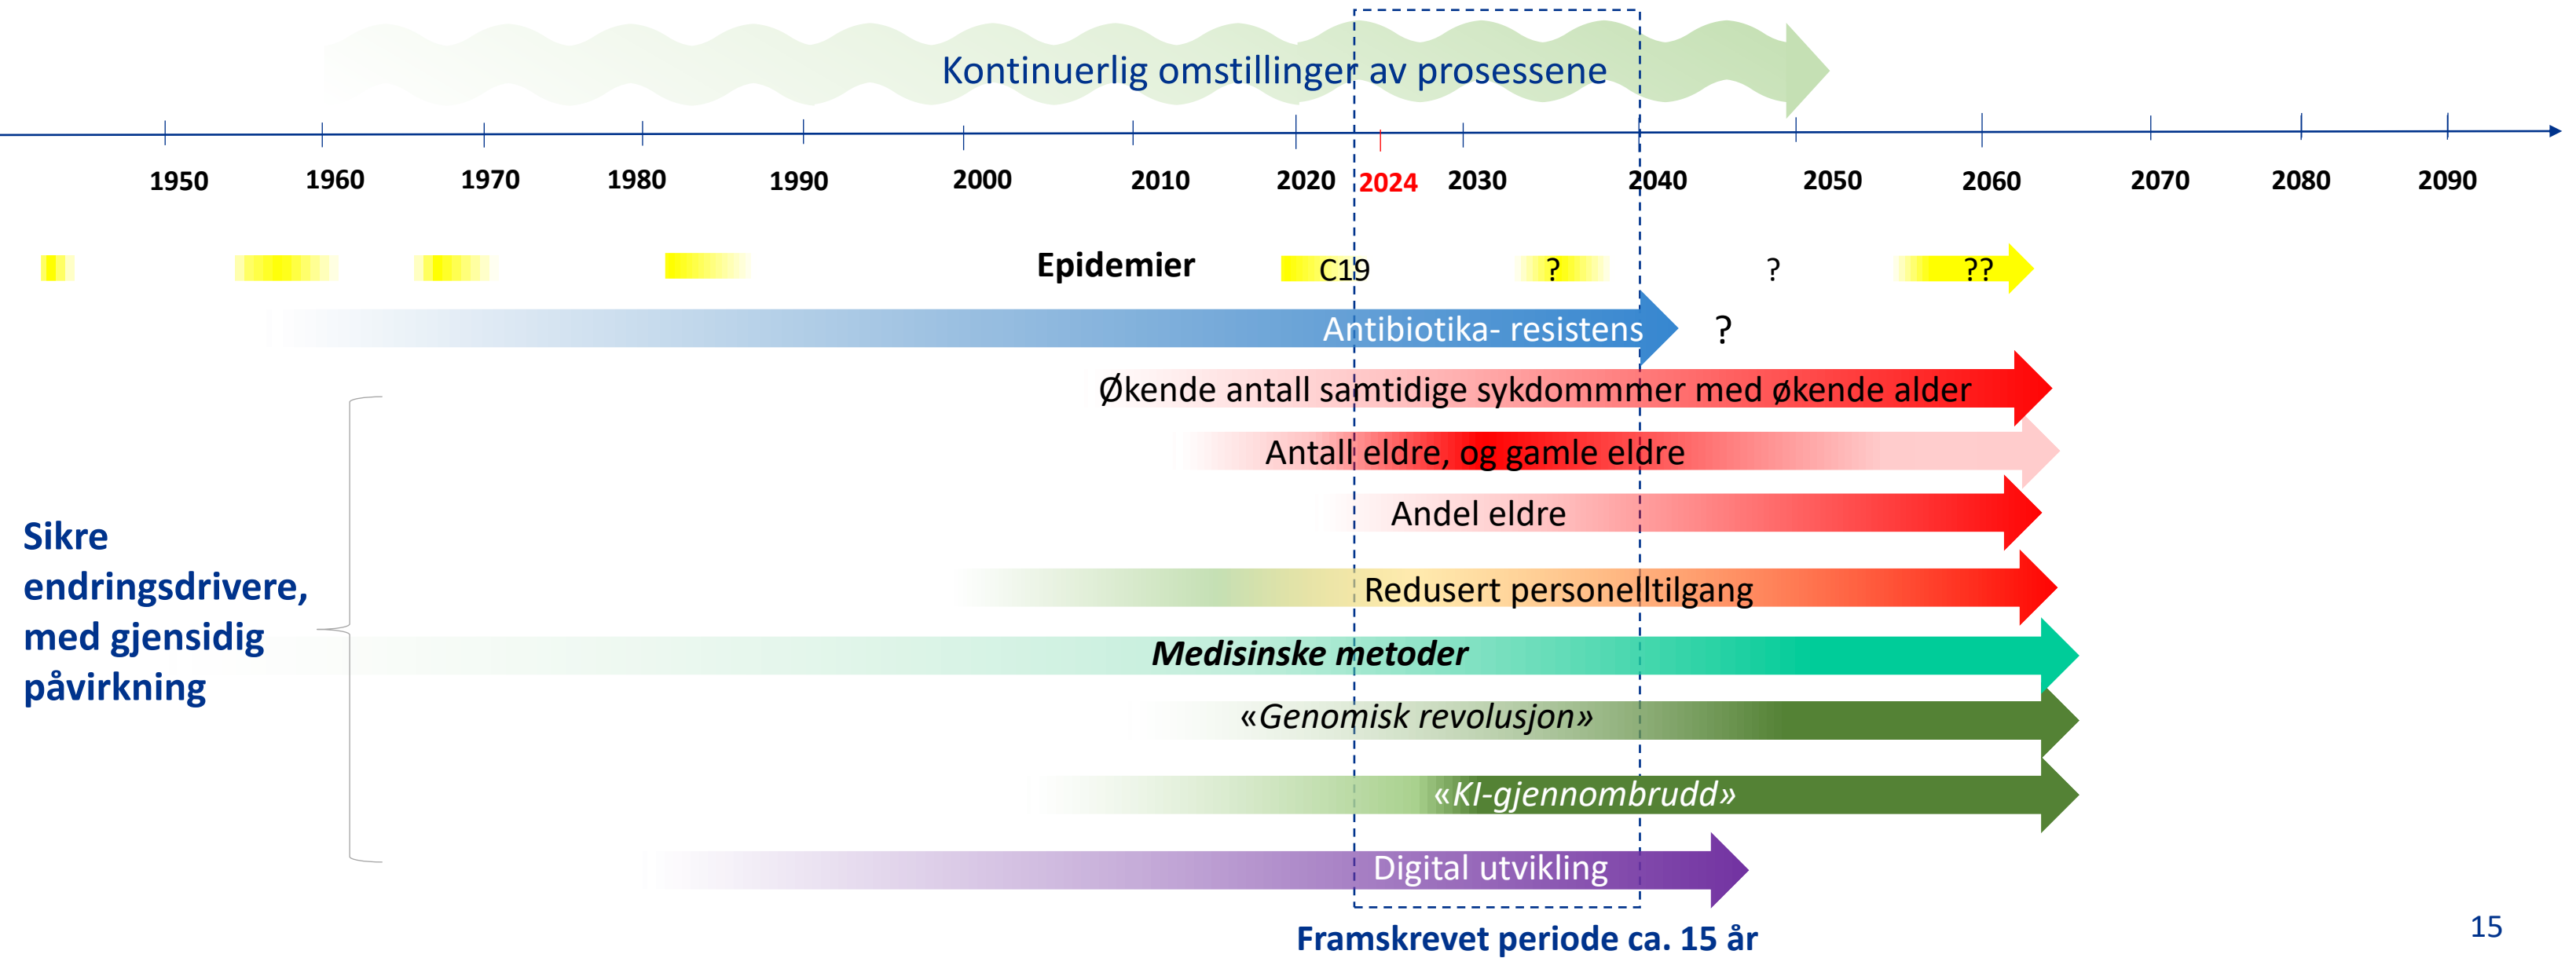 Kontinuerlig omstillinger av prosessene
1950 1960 1970 1980 1990 2000 2010 2020 2024 2030 2040 2050 2060 2070 2080 2090
Epidemier C19 ? ? ??
Antibiotika- resistens ?
Økende antall samtidige sykdommmer med økende alder
Antall eldre, og gamle eldre
Andel eldre
Sikre
endringsdrivere,
med gjensidig
påvirkning
Redusert personelltilgang
Medisinske metoder
«Genomisk revolusjon»
«KI-gjennombrudd»
Digital utvikling
Framskrevet periode ca. 15 år
15